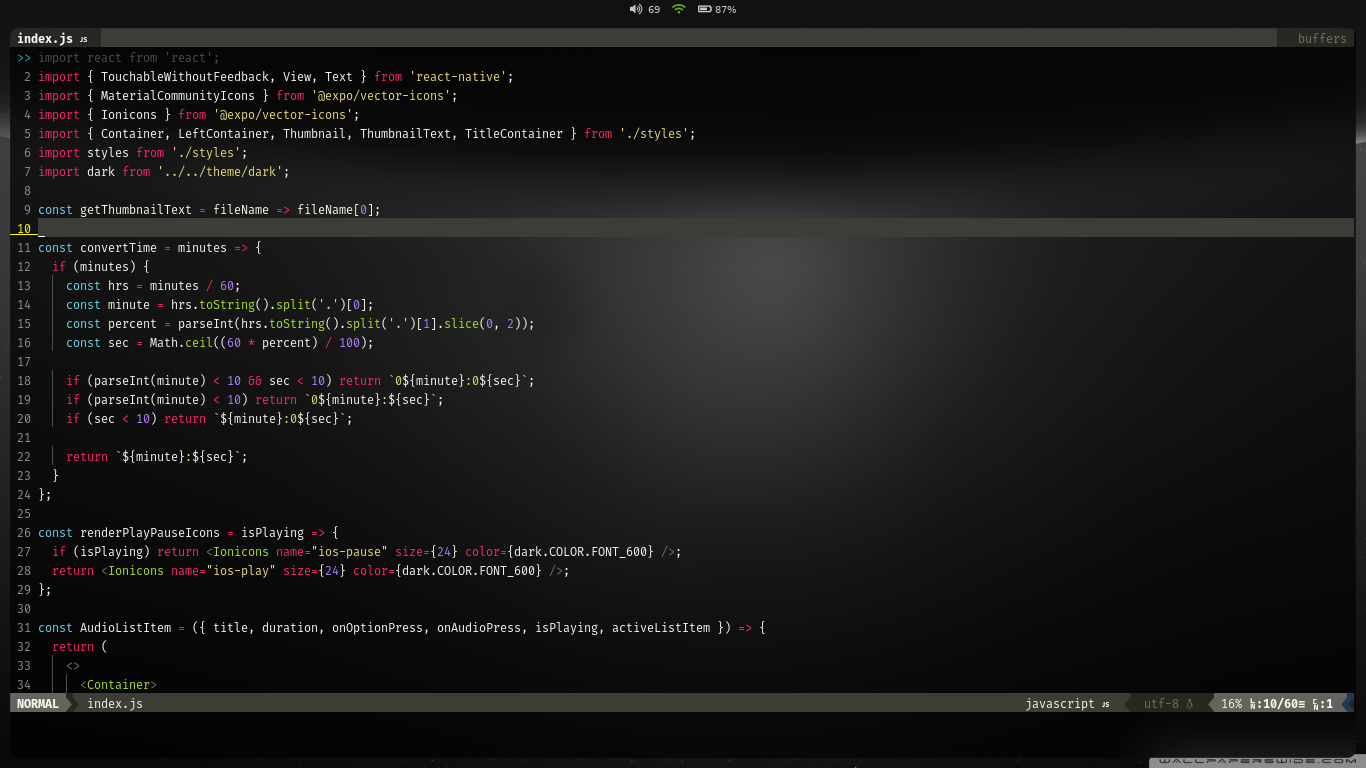 69 87%
index.js JS buffers
>> import react from 'react';
2 import { TouchableWithoutFeedback, View, Text } from 'react-native';
3 import { MaterialCommunityIcons } from '@expo/vector-icons';
4 import { Ionicons } from '@expo/vector-icons';
5 import { Container, LeftContainer, Thumbnail, ThumbnailText, TitleContainer } from './styles';
6 import styles from './styles';
7 import dark from '../../theme/dark';
8
9 const getThumbnailText = fileName => fileName[0];
10
11 const convertTime = minutes => {
12 if (minutes) {
13 const hrs = minutes / 60;
14 const minute = hrs.toString().split('.')[0];
15 const percent = parseInt(hrs.toString().split('.')[1].slice(0, 2));
16 const sec = Math.ceil((60 * percent) / 100);
17
18 if (parseInt(minute) < 10 && sec < 10) return `0${minute}:0${sec}`;
19 if (parseInt(minute) < 10) return `0${minute}:${sec}`;
20 if (sec < 10) return `${minute}:0${sec}`;
21
22 return `${minute}:${sec}`;
23 }
24 };
25
26 const renderPlayPauseIcons = isPlaying => {
27 if (isPlaying) return <Ionicons name="ios-pause" size={24} color={dark.COLOR.FONT_600} />;
28 return <Ionicons name="ios-play" size={24} color={dark.COLOR.FONT_600} />;
29 };
30
31 const AudioListItem = ({ title, duration, onOptionPress, onAudioPress, isPlaying, activeListItem }) => {
32 return (
33 <>
34 <Container>
NORMAL index.js javascript JS utf-8 16% :10/60≡ :1